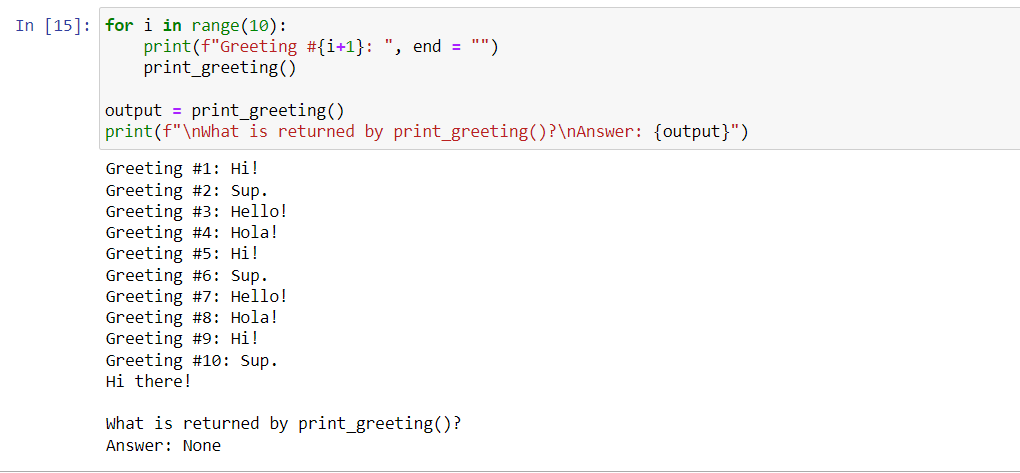 In [15]: for i in range(10):
    print(f"Greeting #{i+1}: ", end = "")
    print_greeting()
output = print_greeting()
print(f"\nWhat is returned by print_greeting()?\nAnswer: {output}")
Greeting #1: Hi!
Greeting #2: Sup.
Greeting #3: Hello!
Greeting #4: Hola!
Greeting #5: Hi!
Greeting #6: Sup.
Greeting #7: Hello!
Greeting #8: Hola!
Greeting #9: Hi!
Greeting #10: Sup.
Hi there!
What is returned by print_greeting()?
Answer: None